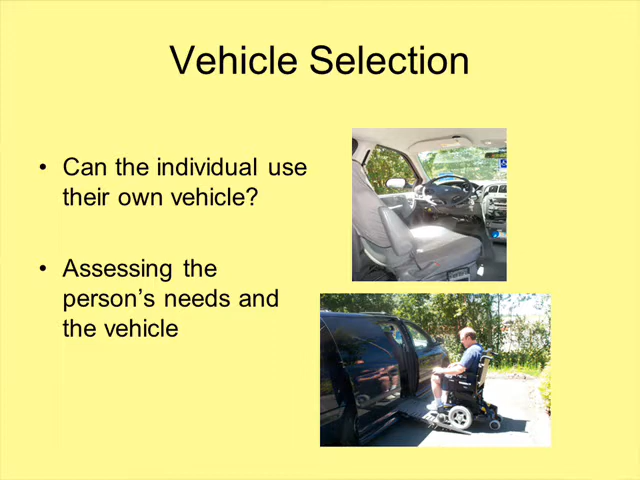 Vehicle Selection
• Can the individual use
their own vehicle?
• Assessing the
person’s needs and
the vehicle